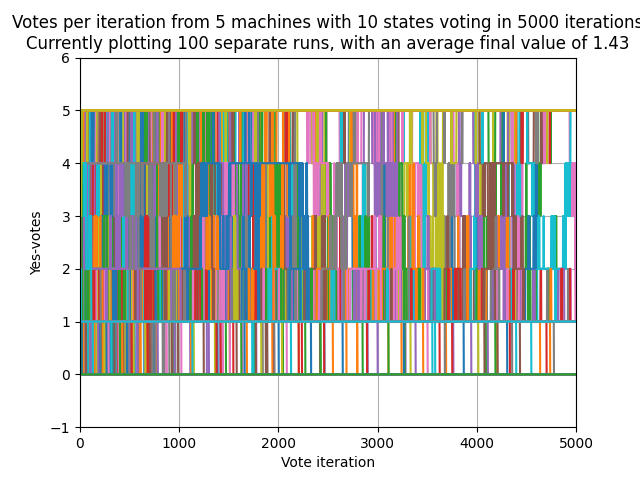 Votes per iteration from 5 machines with 10 states voting in 5000 iterations
Currently plotting 100 separate runs, with an average final value of 1.43
6
5
4
3
2
1
0
−1
Yes-votes
0 1000 2000 3000 4000 5000
Vote iteration